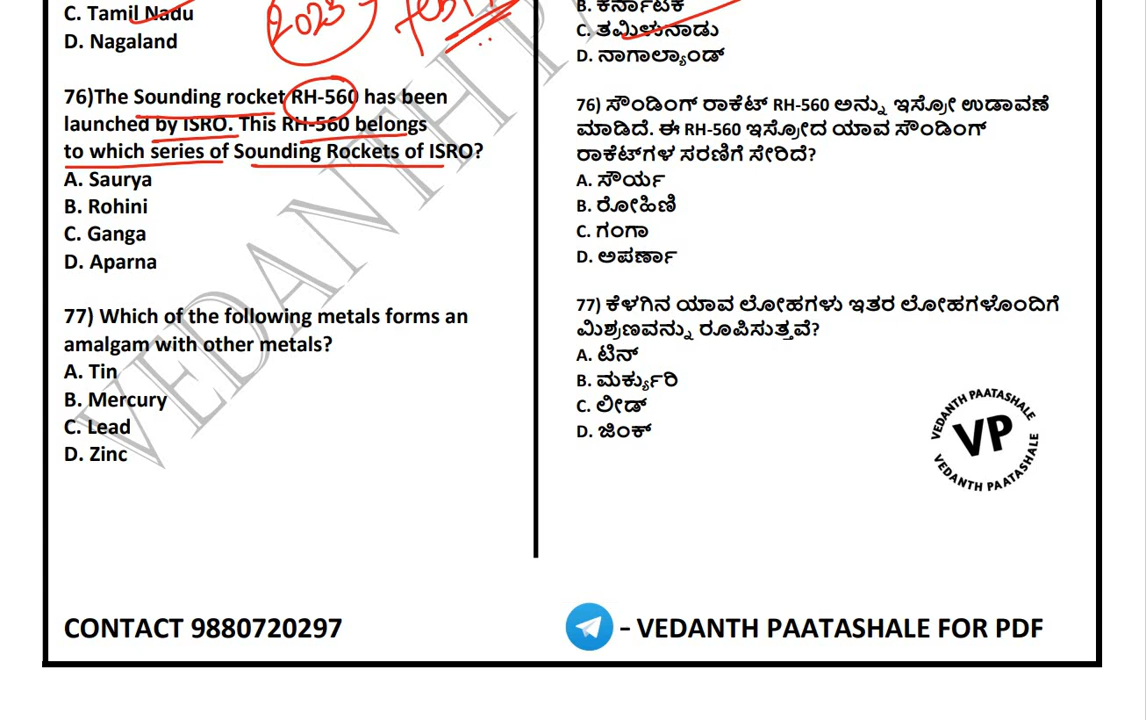 C. Tamil Nadu
D. Nagaland
2023
76)The Sounding rocket RH-560 has been
launched by ISRO. This RH-560 belongs
to which series of Sounding Rockets of ISRO?
A. Saurya
B. Rohini
C. Ganga
D. Aparna
77) Which of the following metals forms an
amalgam with other metals?
A. Tin
B. Mercury
C. Lead
D. Zinc
B. ಕರ್ನಾಟಕ
C. ತಮಿಳುನಾಡು
D. ನಾಗಾಲ್ಯಾಂಡ್
76) ಸೌಂಡಿಂಗ್ ರಾಕೆಟ್ RH-560 ಅನ್ನು ಇಸ್ರೋ ಉಡಾವಣೆ
ಮಾಡಿದೆ. ಈ RH-560 ಇಸ್ರೋದ ಯಾವ ಸೌಂಡಿಂಗ್
ರಾಕೆಟ್‌ಗಳ ಸರಣಿಗೆ ಸೇರಿದೆ?
A. ಸೌರ್ಯ
B. ರೋಹಿಣಿ
C. ಗಂಗಾ
D. ಅಪರ್ಣಾ
77) ಕೆಳಗಿನ ಯಾವ ಲೋಹಗಳು ಇತರ ಲೋಹಗಳೊಂದಿಗೆ
ಮಿಶ್ರಣವನ್ನು ರೂಪಿಸುತ್ತವೆ?
A. ಟಿನ್
B. ಮರ್ಕ್ಯುರಿ
C. ಲೀಡ್
D. ಜಿಂಕ್
VEDANTH PAATASHALE
VP
VEDANTH PAATASHALE
VEDANTH P
CONTACT 9880720297
– VEDANTH PAATASHALE FOR PDF